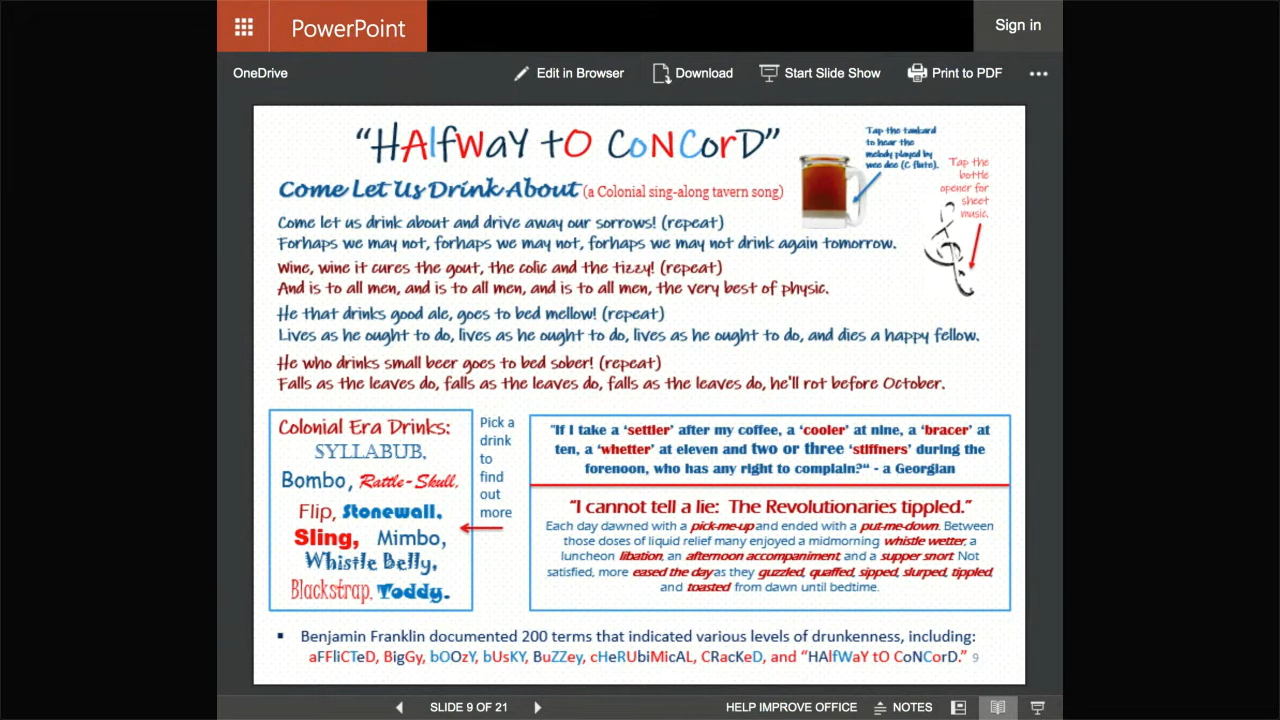 PowerPoint
Sign in
OneDrive
Edit in Browser
Download
Start Slide Show
Print to PDF
“HAlfWaY tO CoNCorD”
Tap the tankard
to hear the
melody played by
wee dee (C flute).
Tap the
bottle
opener for
sheet
music.
Come Let Us Drink About (a Colonial sing-along tavern song)
Come let us drink about and drive away our sorrows! (repeat)
Forhaps we may not, forhaps we may not, forhaps we may not drink again tomorrow.
Wine, wine it cures the gout, the colic and the tizzy! (repeat)
And is to all men, and is to all men, and is to all men, the very best of physic.
He that drinks good ale, goes to bed mellow! (repeat)
Lives as he ought to do, lives as he ought to do, lives as he ought to do, and dies a happy fellow.
He who drinks small beer goes to bed sober! (repeat)
Falls as the leaves do, falls as the leaves do, falls as the leaves do, he'll rot before October.
Colonial Era Drinks:
SYLLABUB,
Bombo, Rattle-Skull,
Flip, Stonewall,
Sling, Mimbo,
Whistle Belly,
Blackstrap, Toddy.
Pick a
drink
to
find
out
more
"If I take a ‘settler’ after my coffee, a ‘cooler’ at nine, a ‘bracer’ at
ten, a ‘whetter’ at eleven and two or three ‘stiffners’ during the
forenoon, who has any right to complain?“ - a Georgian
“I cannot tell a lie: The Revolutionaries tippled.”
Each day dawned with a pick-me-up and ended with a put-me-down. Between
those doses of liquid relief many enjoyed a midmorning whistle wetter, a
luncheon libation, an afternoon accompaniment, and a supper snort. Not
satisfied, more eased the day as they guzzled, quaffed, sipped, slurped, tippled,
and toasted from dawn until bedtime.
▪ Benjamin Franklin documented 200 terms that indicated various levels of drunkenness, including:
aFFliCTeD, BigGy, bOOzY, bUsKY, BuZZey, cHeRUbiMicAL, CRacKeD, and “HAlfWaY tO CoNCorD.” 9
SLIDE 9 OF 21
HELP IMPROVE OFFICE
NOTES